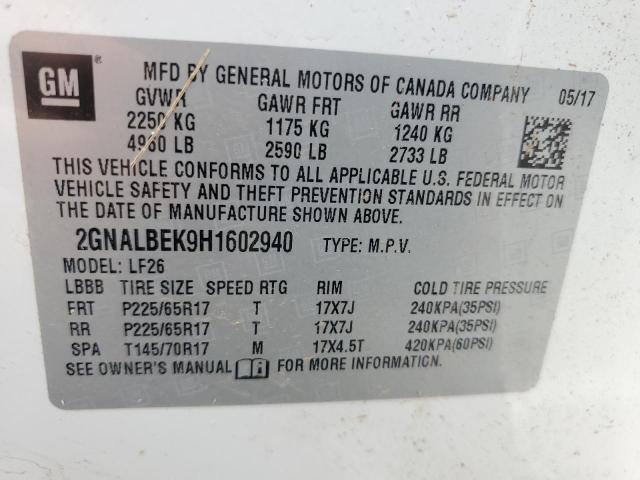 GM
MFD BY GENERAL MOTORS OF CANADA COMPANY 05/17
GVWR GAWR FRT GAWR RR
2250 KG 1175 KG 1240 KG
4960 LB 2590 LB 2733 LB
THIS VEHICLE CONFORMS TO ALL APPLICABLE U.S. FEDERAL MOTOR
VEHICLE SAFETY AND THEFT PREVENTION STANDARDS IN EFFECT ON
THE DATE OF MANUFACTURE SHOWN ABOVE.
2GNALBEK9H1602940 TYPE: M.P.V.
MODEL: LF26
LBBB TIRE SIZE SPEED RTG RIM COLD TIRE PRESSURE
FRT P225/65R17 T 17X7J 240KPA(35PSI)
RR P225/65R17 T 17X7J 240KPA(35PSI)
SPA T145/70R17 M 17X4.5T 420KPA(60PSI)
SEE OWNER'S MANUAL FOR MORE INFORMATION.